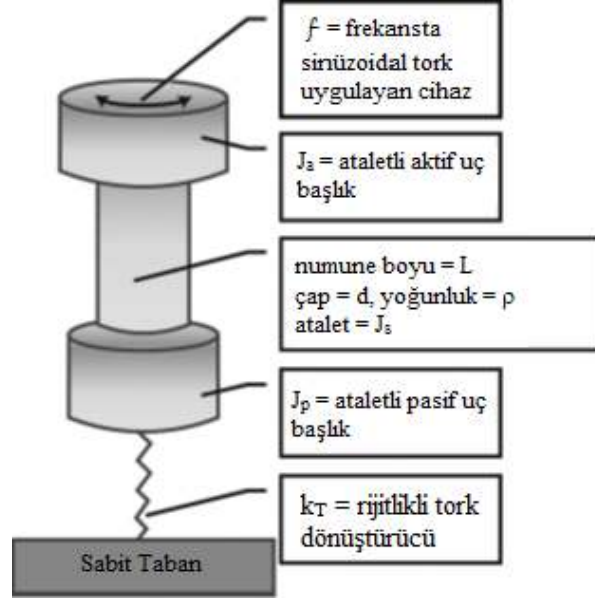 f = frekansta
sinüzoidal tork
uygulayan cihaz
Jₐ = ataletli aktif uç
başlık
numune boyu = L
çap = d, yoğunluk = ρ
atalet = Jₛ
Jₚ = ataletli pasif uç
başlık
k_T = rijitlikli tork
dönüştürücü
Sabit Taban